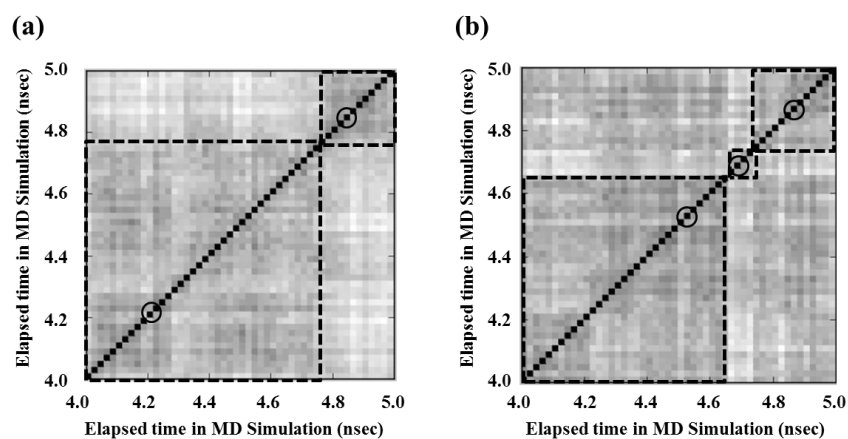 (a)
(b)
Elapsed time in MD Simulation (nsec)
5.0
4.8
4.6
4.4
4.2
4.0
4.0 4.2 4.4 4.6 4.8 5.0
Elapsed time in MD Simulation (nsec)
Elapsed time in MD Simulation (nsec)
5.0
4.8
4.6
4.4
4.2
4.0
4.0 4.2 4.4 4.6 4.8 5.0
Elapsed time in MD Simulation (nsec)